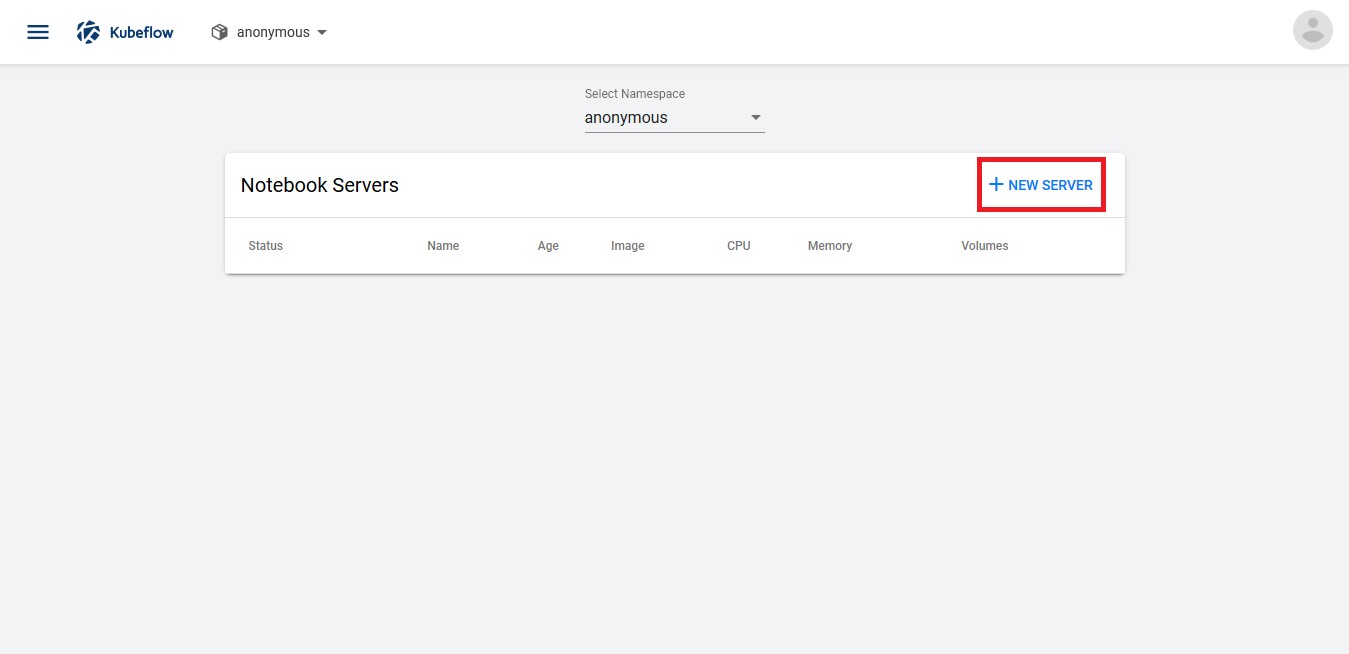 Kubeflow anonymous
Select Namespace
anonymous
Notebook Servers + NEW SERVER
Status Name Age Image CPU Memory Volumes